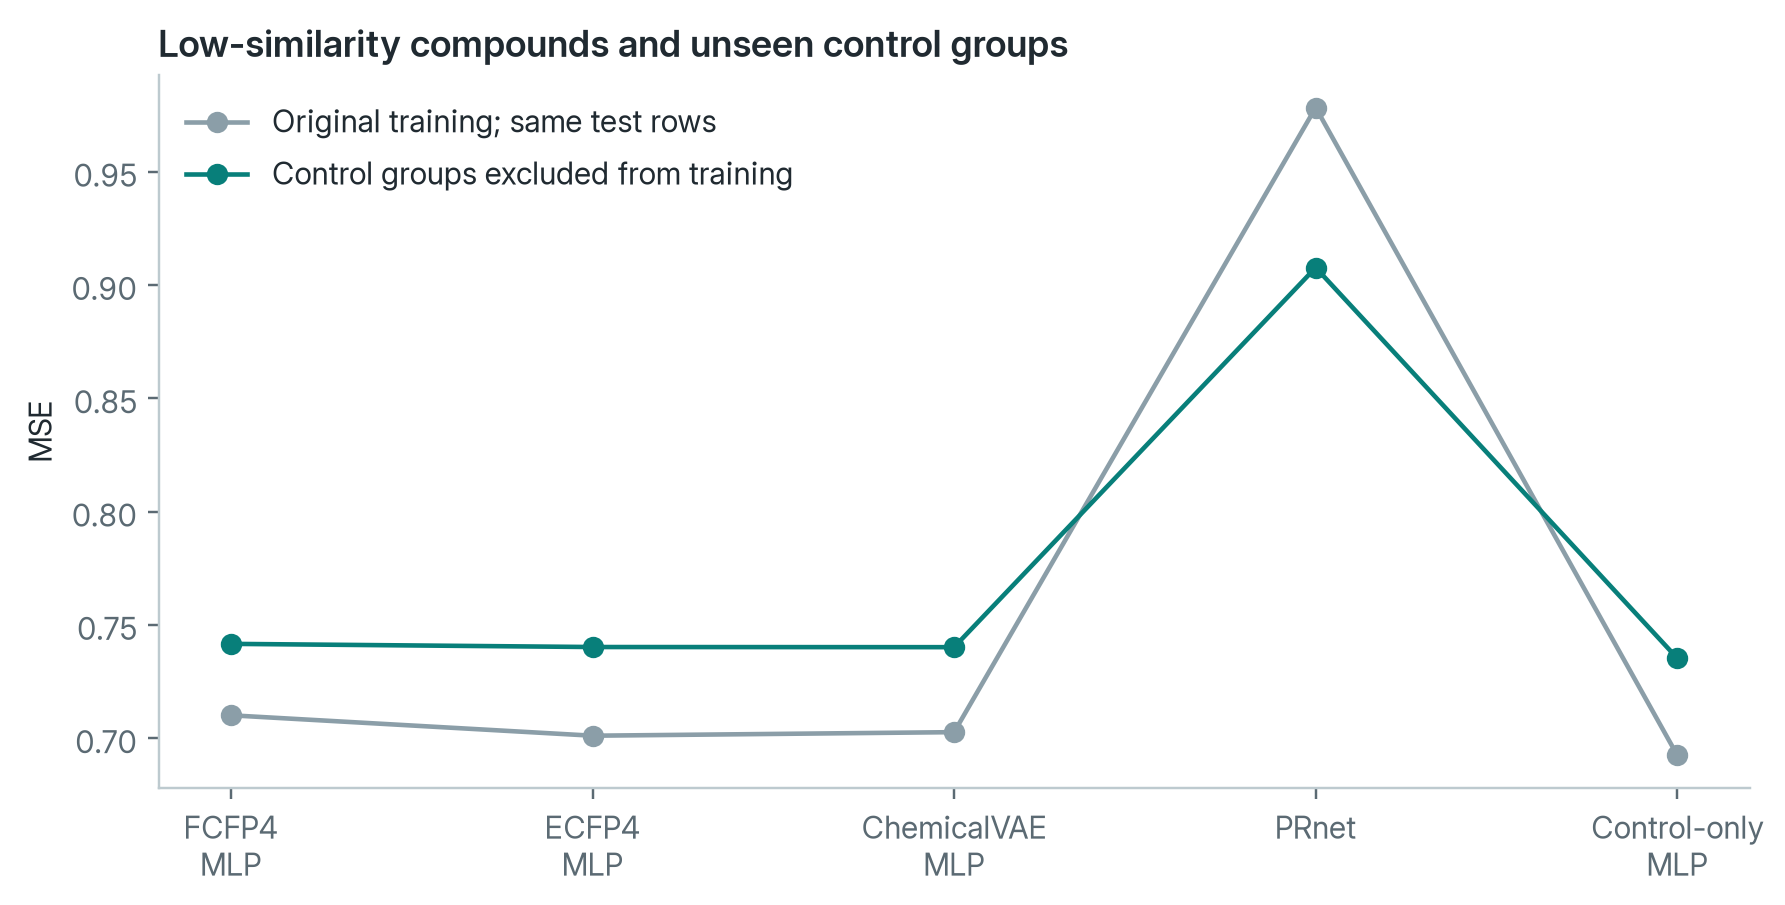 Low-similarity compounds and unseen control groups
Original training; same test rows
Control groups excluded from training
MSE
0.95
0.90
0.85
0.80
0.75
0.70
FCFP4
MLP
ECFP4
MLP
ChemicalVAE
MLP
PRnet
Control-only
MLP